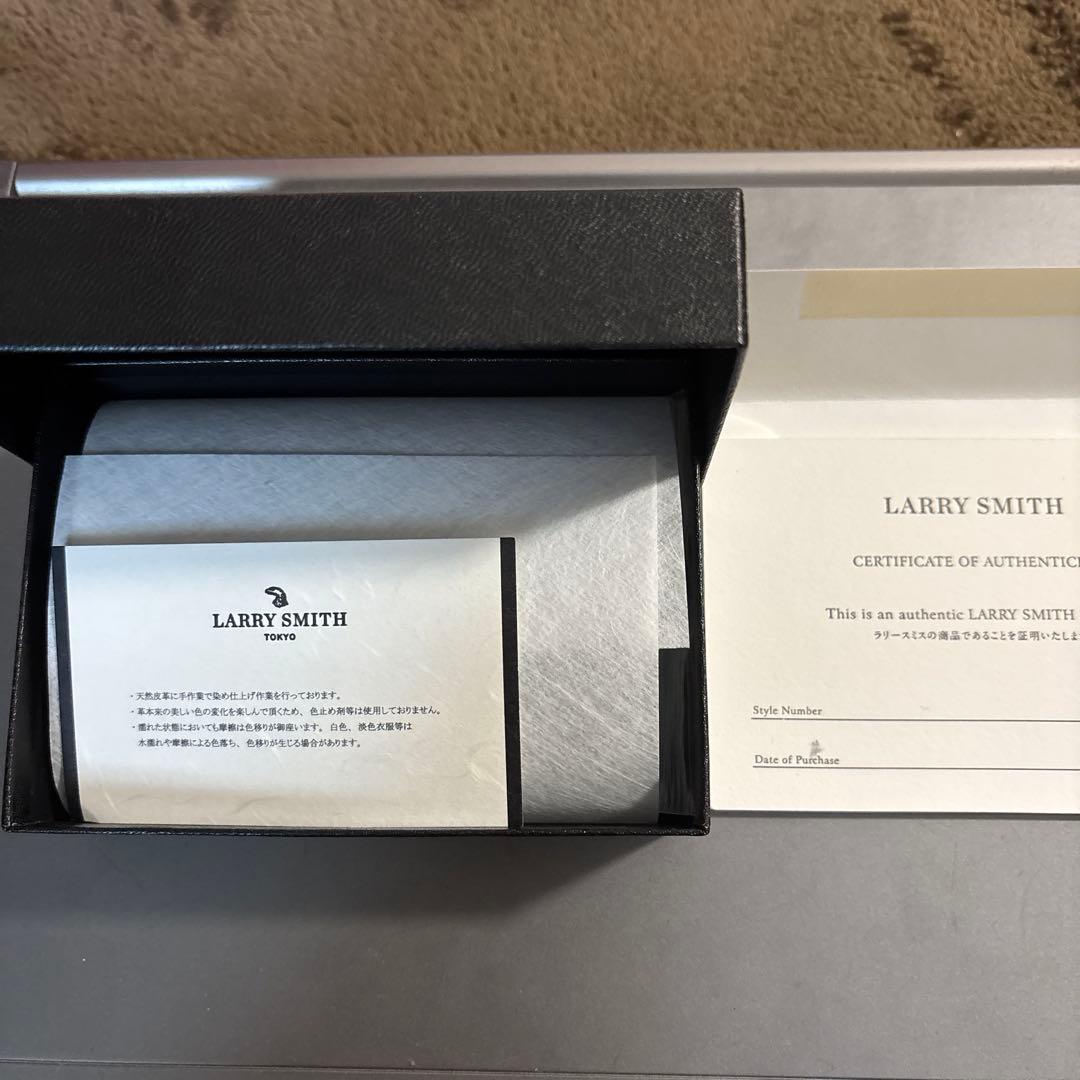 LARRY SMITH
TOKYO
・天然皮革に手作業で染め仕上げ作業を行っております。
・革本来の美しい色の変化を楽しんで頂くため、色止め剤等は使用しておりません。
・濡れた状態においても摩擦は色移りが御座います。白色、淡色衣服等は
水濡れや摩擦による色落ち、色移りが生じる場合があります。
LARRY SMITH
CERTIFICATE OF AUTHENTICI
This is an authentic LARRY SMITH
ラリースミスの商品であることを証明いたしま
Style Number
Date of Purchase